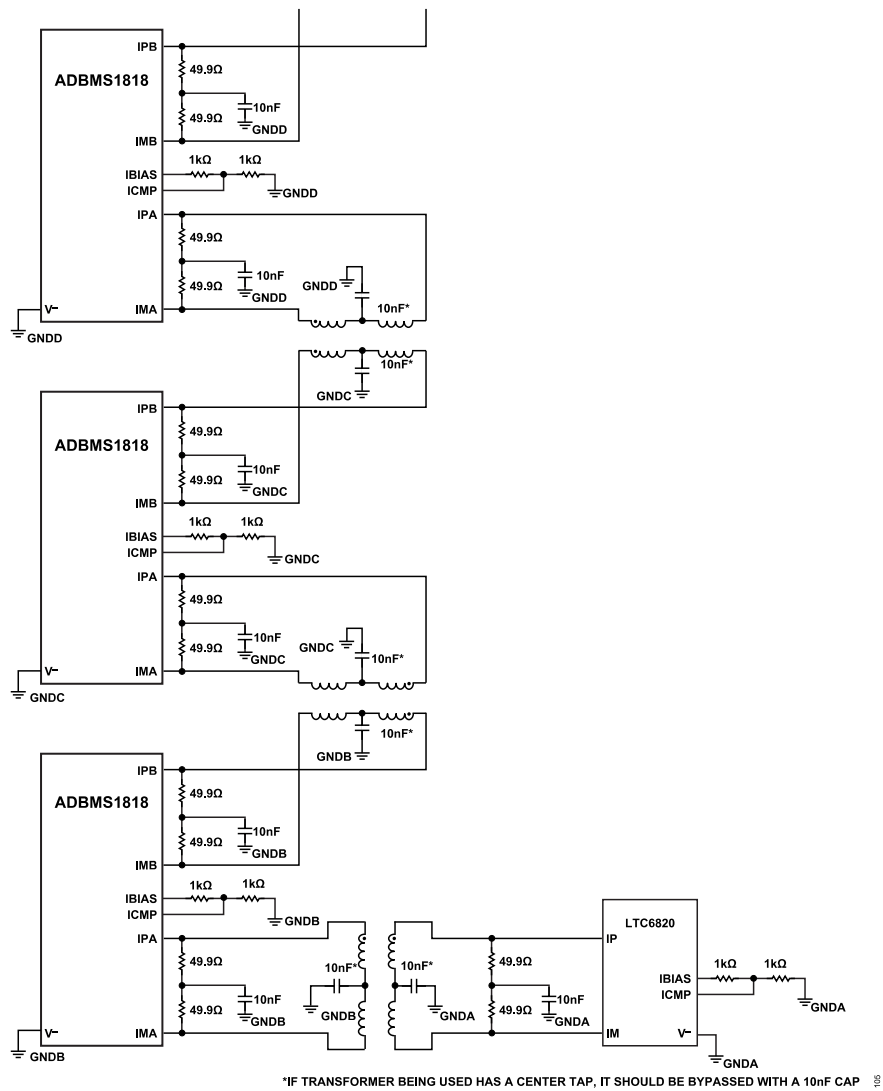 IPB
49.9Ω
ADBMS1818
10nF
49.9Ω
GNDD
IMB
1kΩ 1kΩ
IBIAS
ICMP
GNDD
IPA
49.9Ω
10nF
49.9Ω
GNDD
GNDD
10nF*
V– IMA
GNDD
10nF*
GNDC
IPB
49.9Ω
ADBMS1818
10nF
49.9Ω
GNDC
IMB
1kΩ 1kΩ
IBIAS
ICMP
GNDC
IPA
49.9Ω
10nF
49.9Ω
GNDC
GNDC
10nF*
V– IMA
GNDC
10nF*
GNDB
IPB
49.9Ω
ADBMS1818
10nF
49.9Ω
GNDB
IMB
1kΩ 1kΩ
IBIAS
ICMP
GNDB
IPA
49.9Ω
10nF
49.9Ω
GNDB
V– IMA
GNDB
10nF* 10nF*
GNDB GNDA
49.9Ω
10nF
49.9Ω
GNDA
LTC6820
IP
1kΩ 1kΩ
IBIAS
ICMP
GNDA
IM V–
GNDA
*IF TRANSFORMER BEING USED HAS A CENTER TAP, IT SHOULD BE BYPASSED WITH A 10nF CAP
105